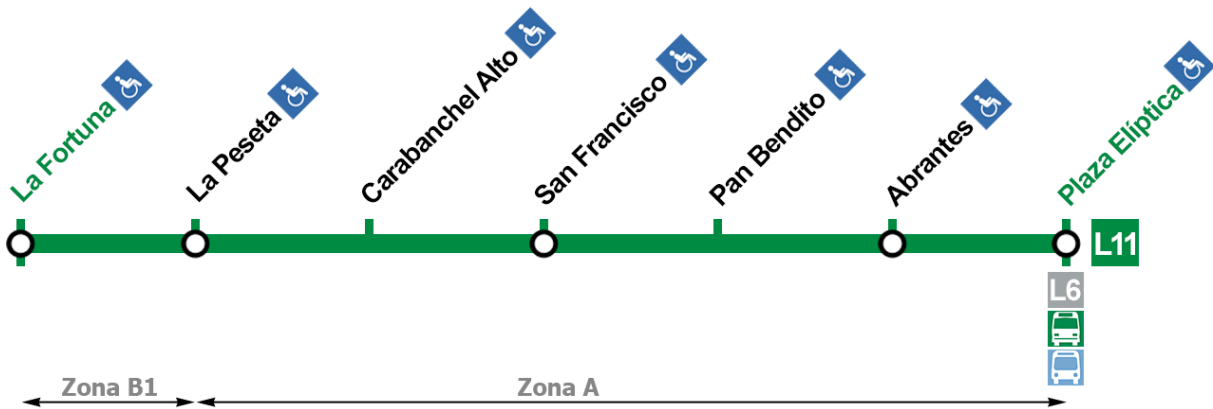 La Fortuna
La Peseta
Carabanchel Alto
San Francisco
Pan Bendito
Abrantes
Plaza Elíptica
L11
L6
Zona B1
Zona A